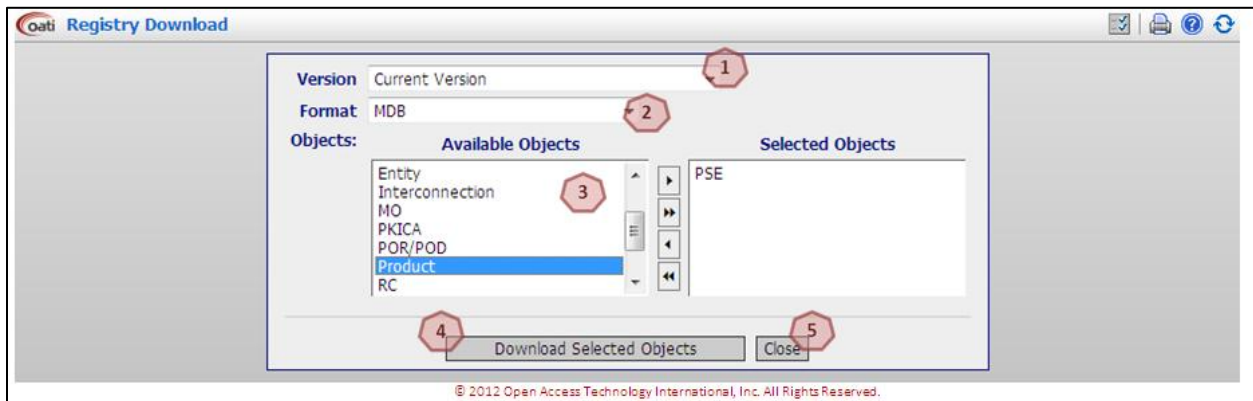 oati Registry Download
Version Current Version 1
Format MDB 2
Objects:
Available Objects
Selected Objects
Entity
Interconnection
MO
PKICA
POR/POD
Product
RC
3
PSE
4
Download Selected Objects
Close
5
© 2012 Open Access Technology International, Inc. All Rights Reserved.